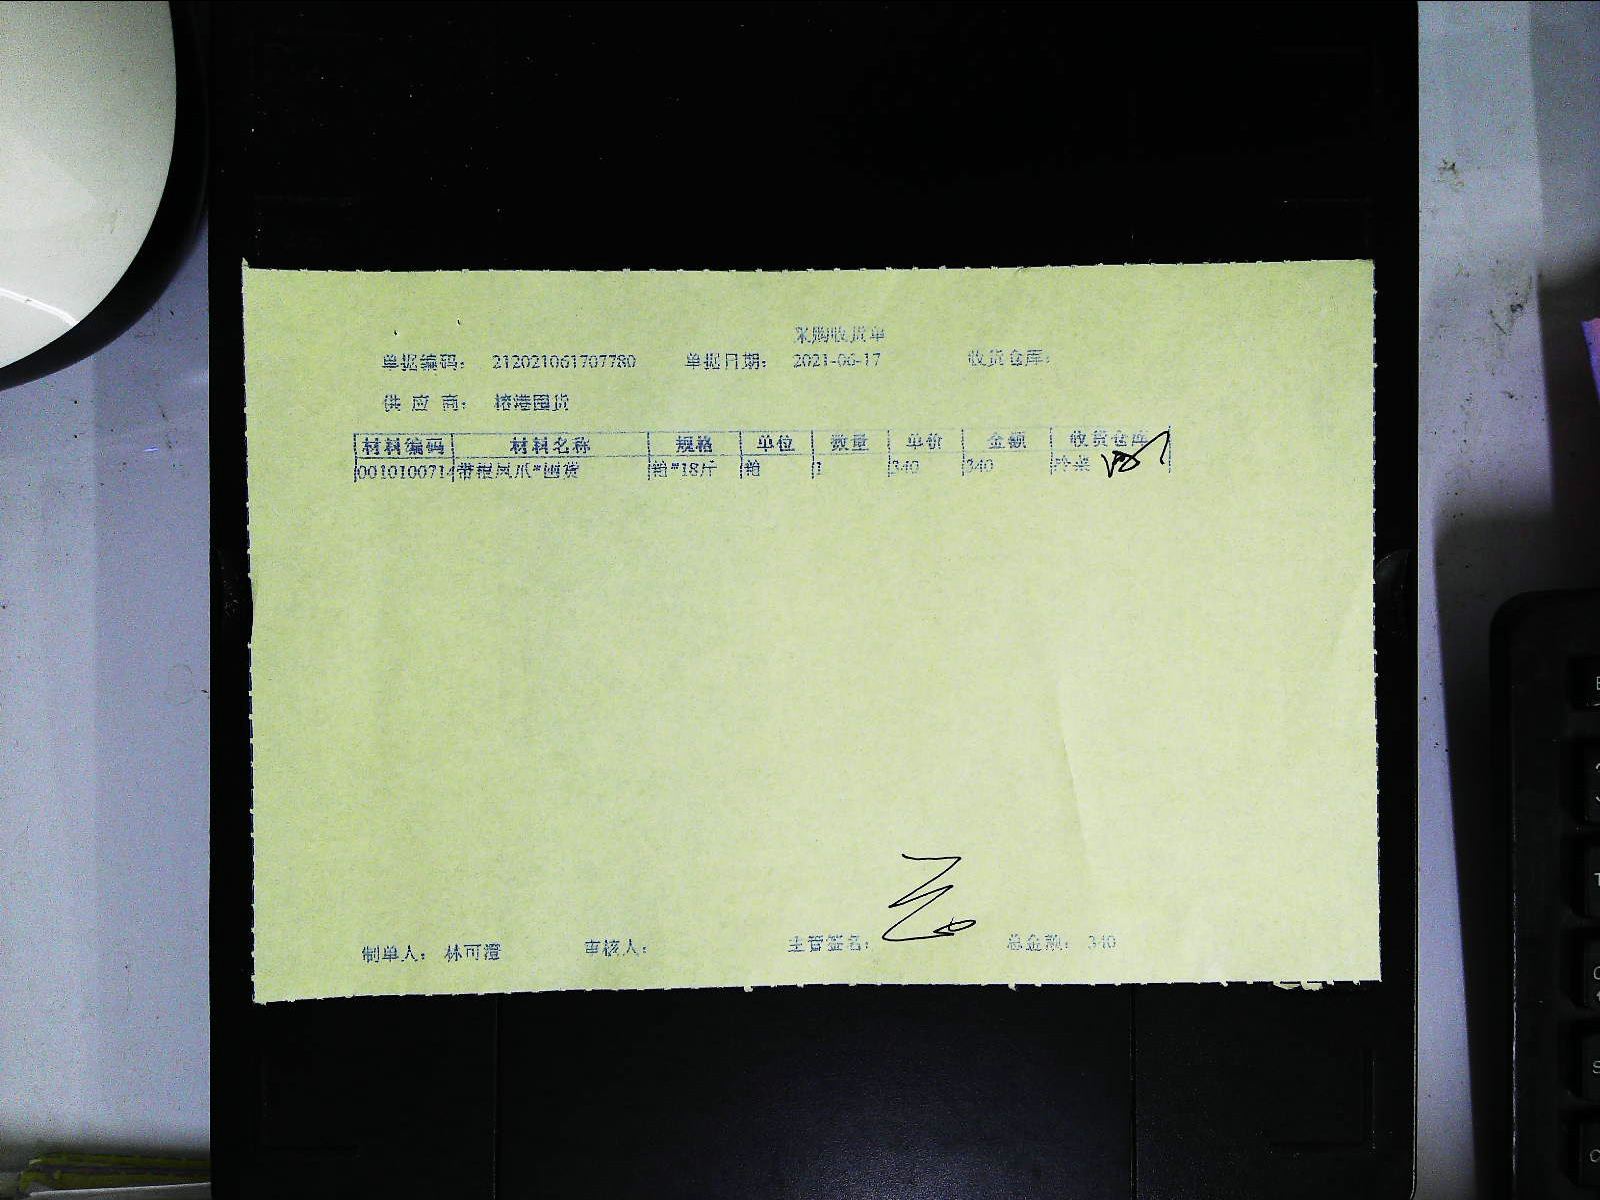 采购收货单
单据编码： 212021061707780 单据日期： 2021-06-17 收货仓库：
供 应 商： 榕港囤货
材料编码 材料名称 规格 单位 数量 单价 金额 收货仓库
0010100714 带根凤爪*囤货 箱*18斤 箱 1 340 340 冷菜
制单人： 林可澄 审核人： 主管签名： 总金额： 340